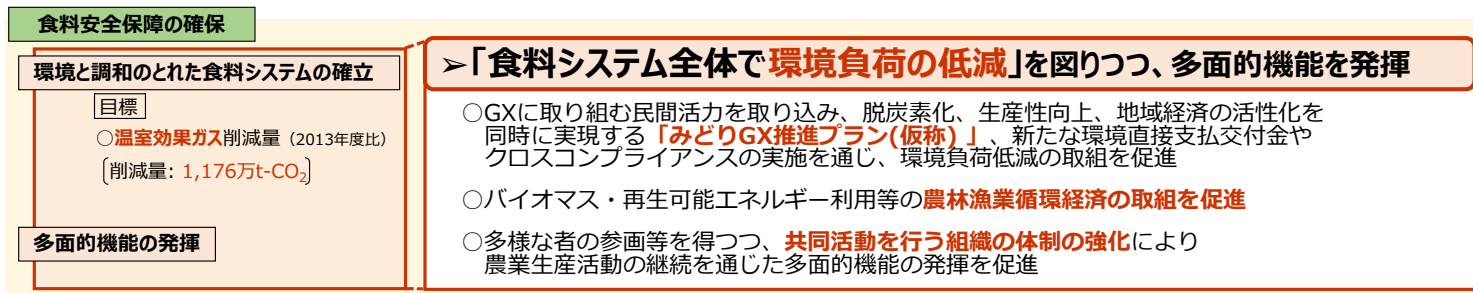 食料安全保障の確保
環境と調和のとれた食料システムの確立
目標
○温室効果ガス削減量（2013年度比）
削減量: 1,176万t-CO₂
多面的機能の発揮
➢「食料システム全体で環境負荷の低減」を図りつつ、多面的機能を発揮
○GXに取り組む民間活力を取り込み、脱炭素化、生産性向上、地域経済の活性化を
同時に実現する「みどりGX推進プラン(仮称) 」、新たな環境直接支払交付金や
クロスコンプライアンスの実施を通じ、環境負荷低減の取組を促進
○バイオマス・再生可能エネルギー利用等の農林漁業循環経済の取組を促進
○多様な者の参画等を得つつ、共同活動を行う組織の体制の強化により
農業生産活動の継続を通じた多面的機能の発揮を促進